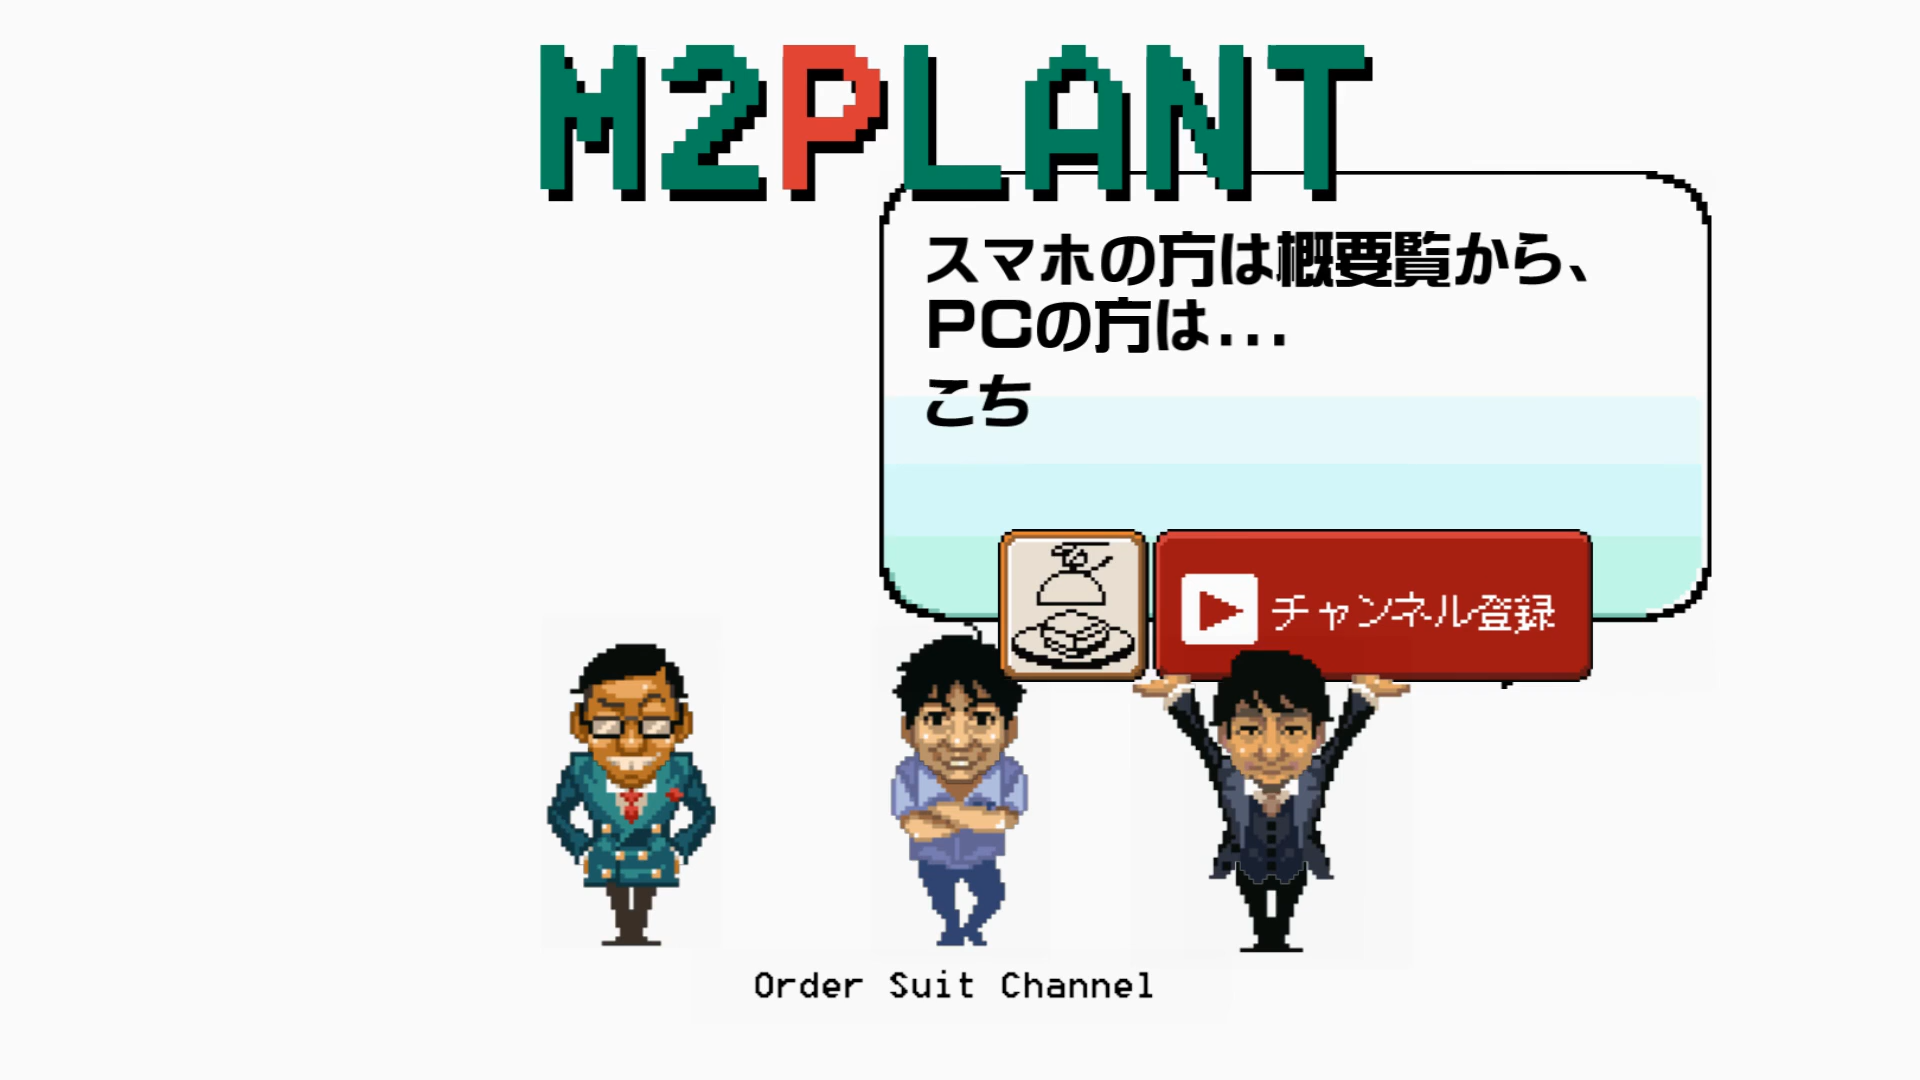 M2PLANT
スマホの方は概要覧から、
PCの方は...
こち
チャンネル登録
Order Suit Channel